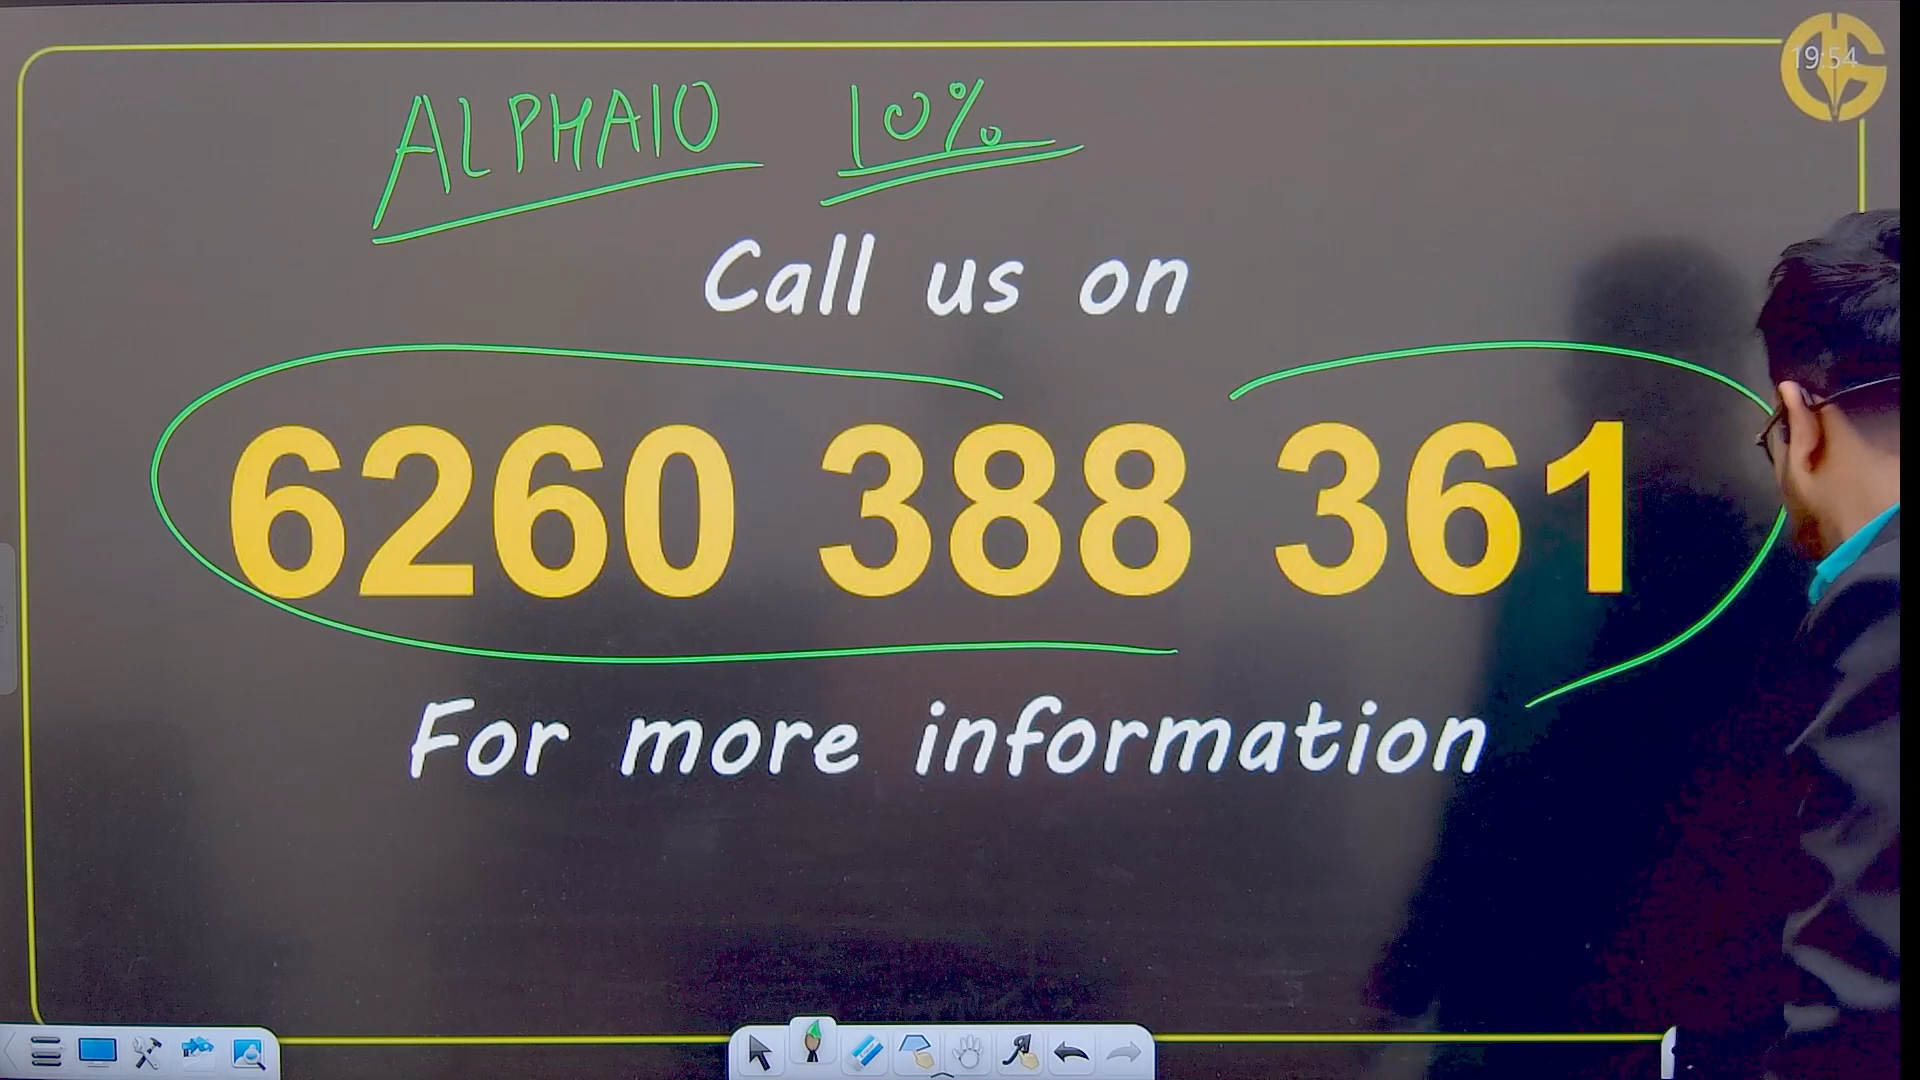 19:54
ALPHA10 10%
Call us on
6260 388 361
For more information